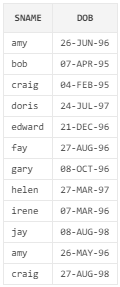 SNAME DOB
amy 26-JUN-96
bob 07-APR-95
craig 04-FEB-95
doris 24-JUL-97
edward 21-DEC-96
fay 27-AUG-96
gary 08-OCT-96
helen 27-MAR-97
irene 07-MAR-96
jay 08-AUG-98
amy 26-MAY-96
craig 27-AUG-98